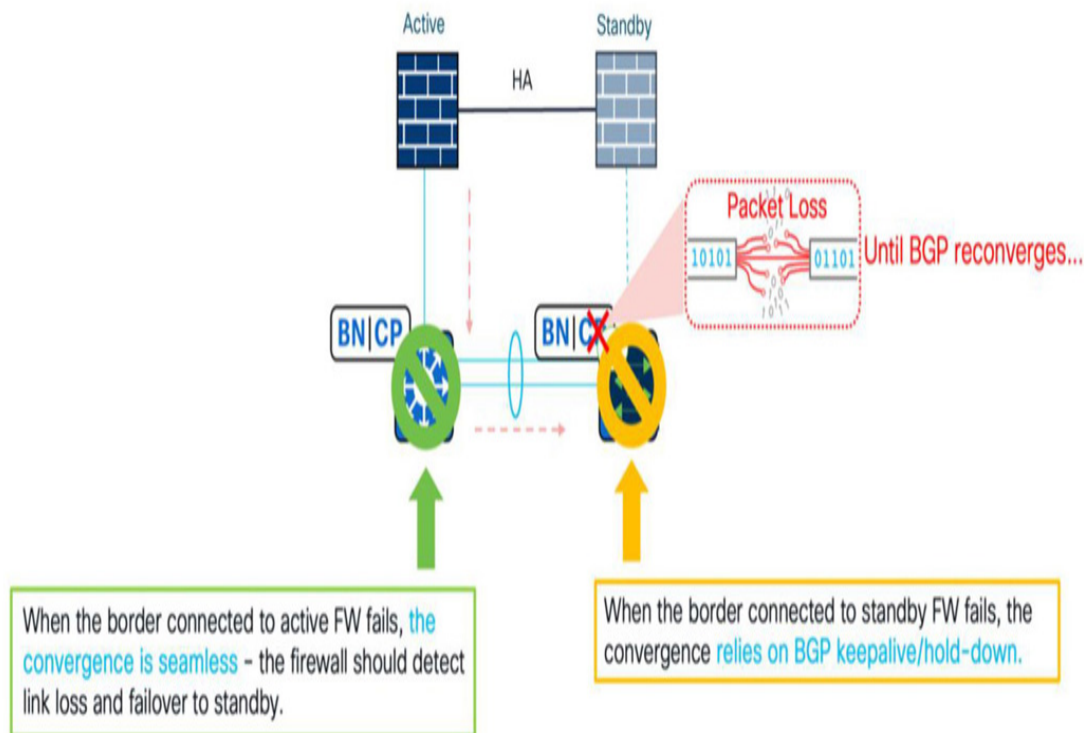 Active
Standby
HA
Packet Loss
10101
01101
Until BGP reconverges...
BN|CP
BN|C
When the border connected to active FW fails, the
convergence is seamless – the firewall should detect
link loss and failover to standby.
When the border connected to standby FW fails, the
convergence relies on BGP keepalive/hold-down.